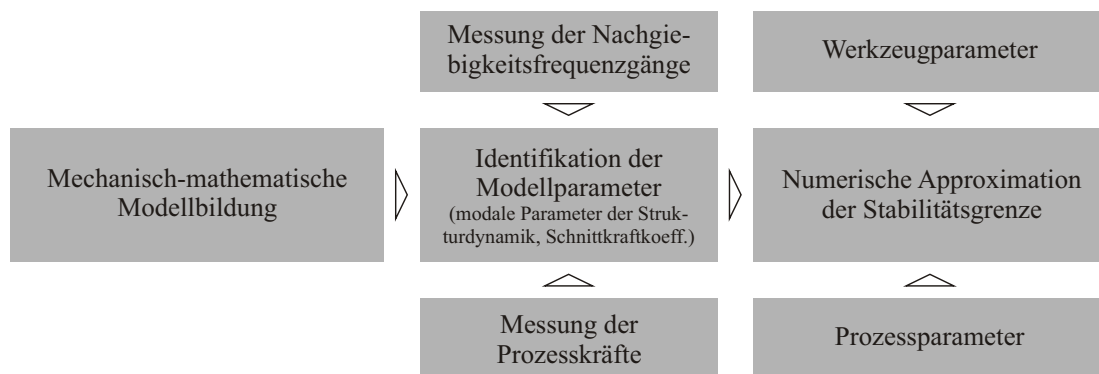 Messung der Nachgie-
bigkeitsfrequenzgänge
Werkzeugparameter
Mechanisch-mathematische
Modellbildung
Identifikation der
Modellparameter
(modale Parameter der Struk-
turdynamik, Schnittkraftkoeff.)
Numerische Approximation
der Stabilitätsgrenze
Messung der
Prozesskräfte
Prozessparameter